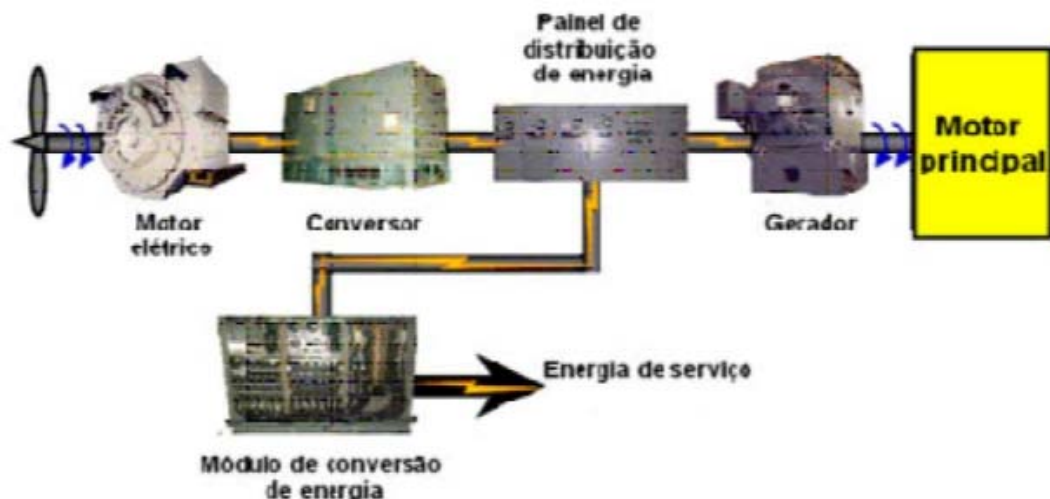 Painel de
distribuição
de energia
Motor
principal
Motor
elétrico
Conversor
Gerador
Energia de serviço
Módulo de conversão
de energia